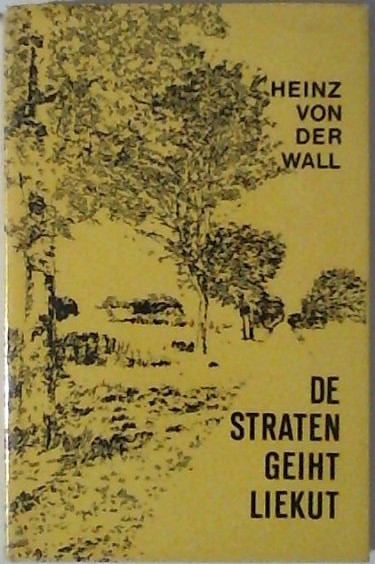 HEINZ
VON
DER
WALL
DE
STRATEN
GEIHT
LIEKUT